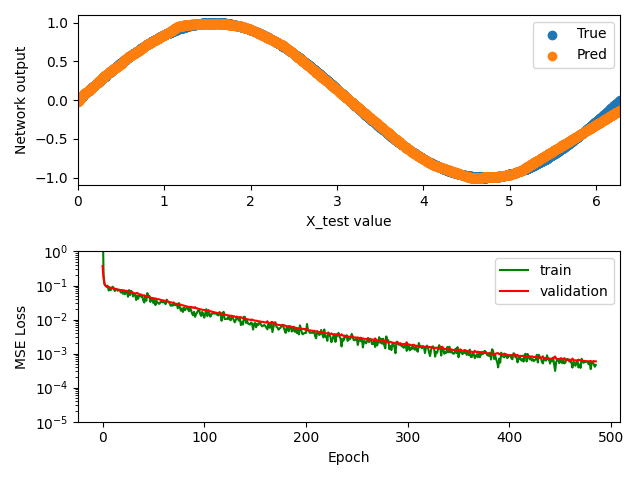 1.0
0.5
0.0
−0.5
−1.0
Network output
True
Pred
0 1 2 3 4 5 6
X_test value
10^0
10^-1
10^-2
10^-3
10^-4
10^-5
MSE Loss
train
validation
0 100 200 300 400 500
Epoch